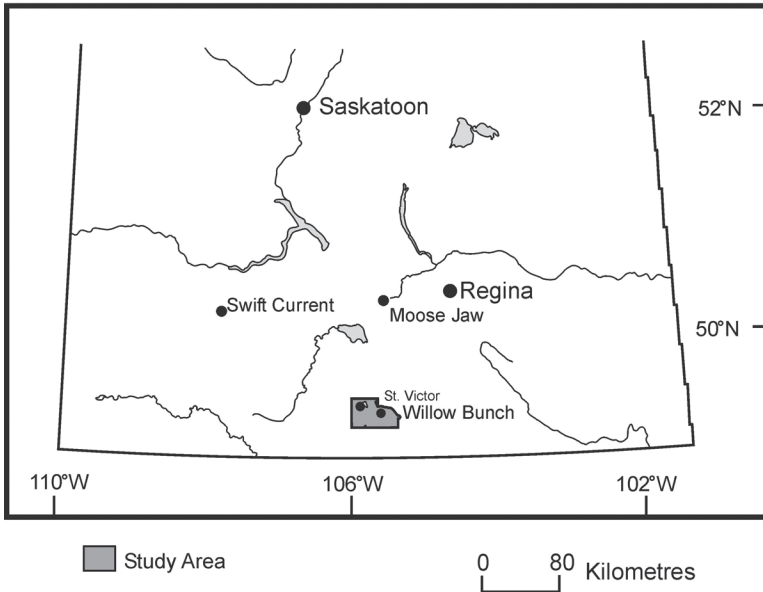 Saskatoon
52°N
Regina
Swift Current
Moose Jaw
50°N
St. Victor
Willow Bunch
110°W
106°W
102°W
Study Area
0 80 Kilometres